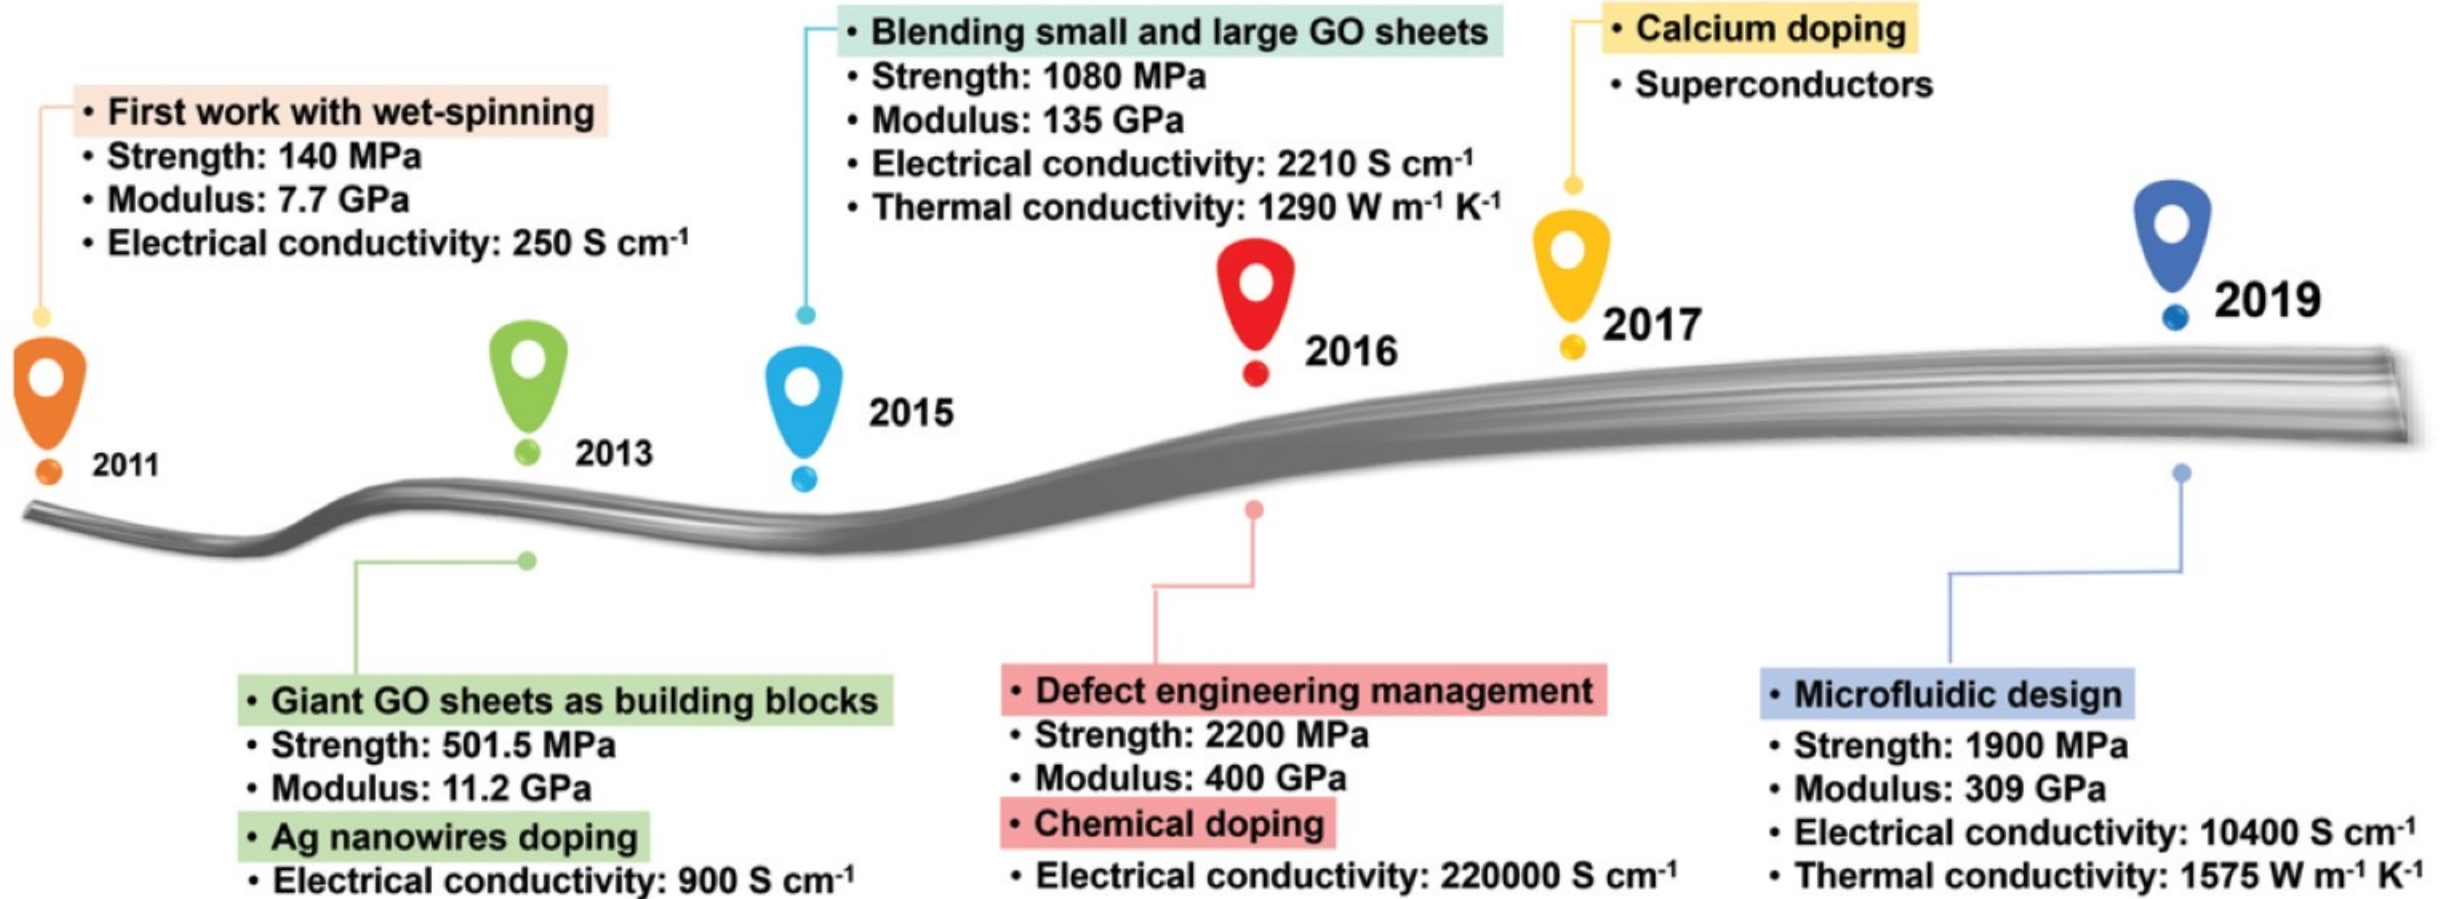 • First work with wet-spinning
• Strength: 140 MPa
• Modulus: 7.7 GPa
• Electrical conductivity: 250 S cm⁻¹
2011
• Giant GO sheets as building blocks
• Strength: 501.5 MPa
• Modulus: 11.2 GPa
• Ag nanowires doping
• Electrical conductivity: 900 S cm⁻¹
2013
• Blending small and large GO sheets
• Strength: 1080 MPa
• Modulus: 135 GPa
• Electrical conductivity: 2210 S cm⁻¹
• Thermal conductivity: 1290 W m⁻¹ K⁻¹
2015
• Defect engineering management
• Strength: 2200 MPa
• Modulus: 400 GPa
• Chemical doping
• Electrical conductivity: 220000 S cm⁻¹
2016
• Calcium doping
• Superconductors
2017
• Microfluidic design
• Strength: 1900 MPa
• Modulus: 309 GPa
• Electrical conductivity: 10400 S cm⁻¹
• Thermal conductivity: 1575 W m⁻¹ K⁻¹
2019